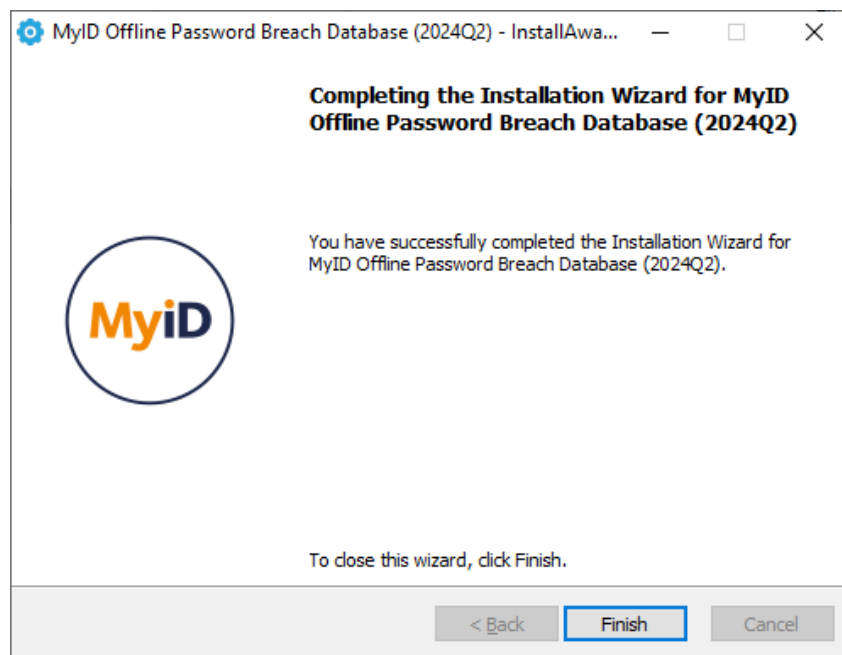 MyID Offline Password Breach Database (2024Q2) - InstallAwa...
Completing the Installation Wizard for MyID
Offline Password Breach Database (2024Q2)
You have successfully completed the Installation Wizard for
MyID Offline Password Breach Database (2024Q2).
MyiD
To close this wizard, click Finish.
< Back
Finish
Cancel